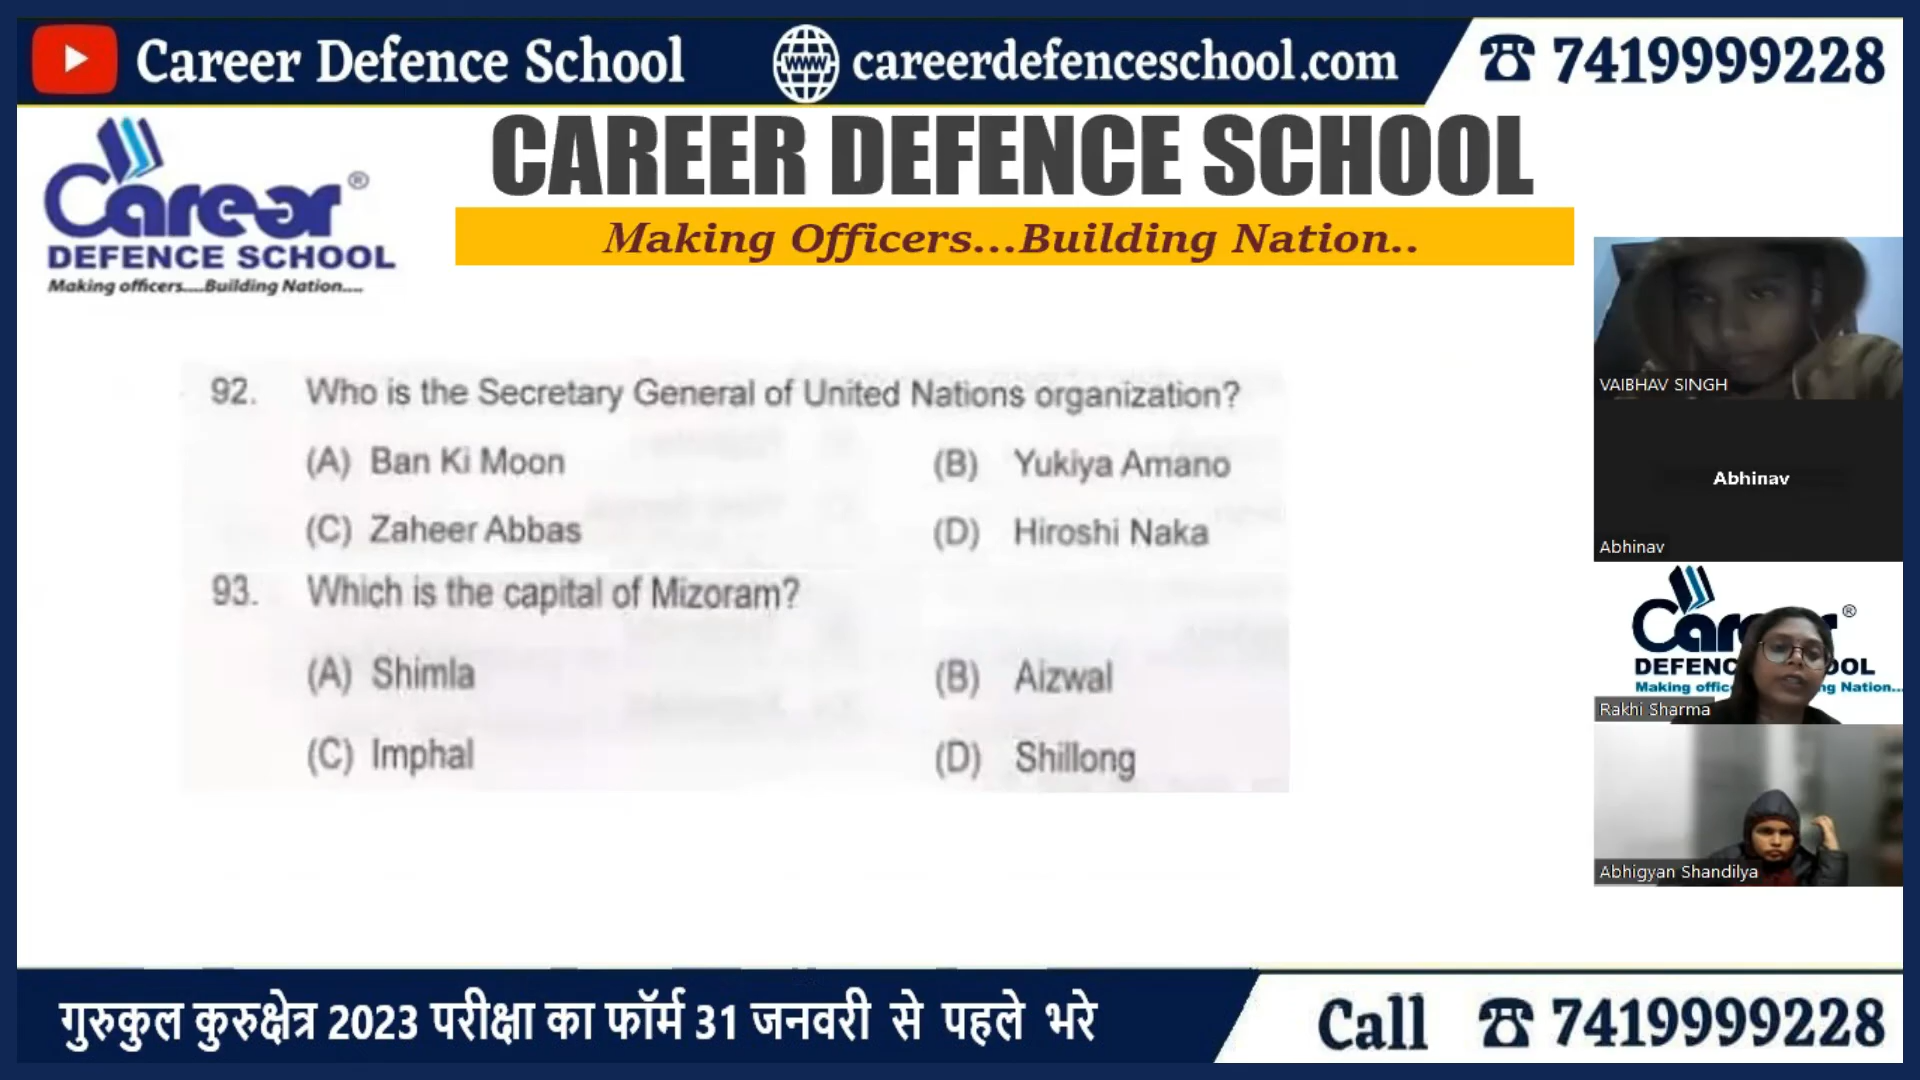 Career Defence School
www
careerdefenceschool.com
7419999228
Career®
DEFENCE SCHOOL
Making officers....Building Nation....
CAREER DEFENCE SCHOOL
Making Officers...Building Nation..
92. Who is the Secretary General of United Nations organization?
(A) Ban Ki Moon (B) Yukiya Amano
(C) Zaheer Abbas (D) Hiroshi Naka
93. Which is the capital of Mizoram?
(A) Shimla (B) Aizwal
(C) Imphal (D) Shillong
VAIBHAV SINGH
Abhinav
Abhinav
Rakhi Sharma
Abhigyan Shandilya
गुरुकुल कुरुक्षेत्र 2023 परीक्षा का फॉर्म 31 जनवरी से पहले भरे
Call 7419999228